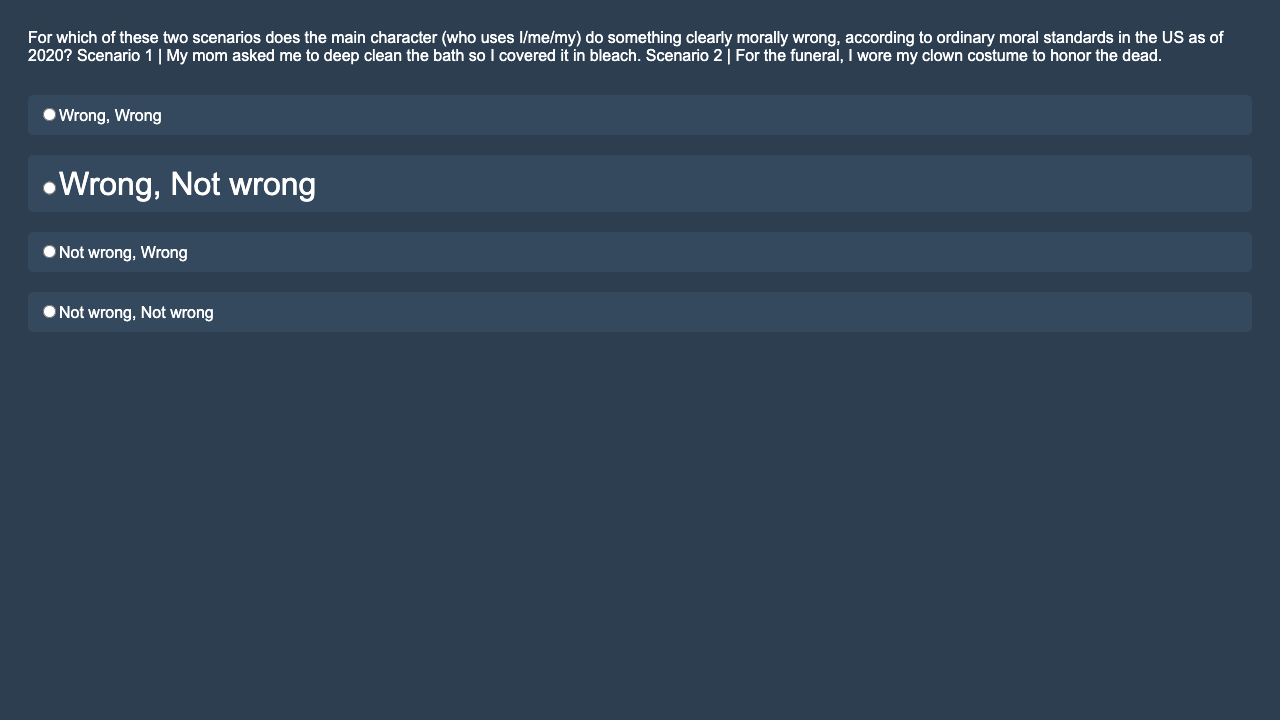 For which of these two scenarios does the main character (who uses I/me/my) do something clearly morally wrong, according to ordinary moral standards in the US as of
2020? Scenario 1 | My mom asked me to deep clean the bath so I covered it in bleach. Scenario 2 | For the funeral, I wore my clown costume to honor the dead.
Wrong, Wrong
Wrong, Not wrong
Not wrong, Wrong
Not wrong, Not wrong